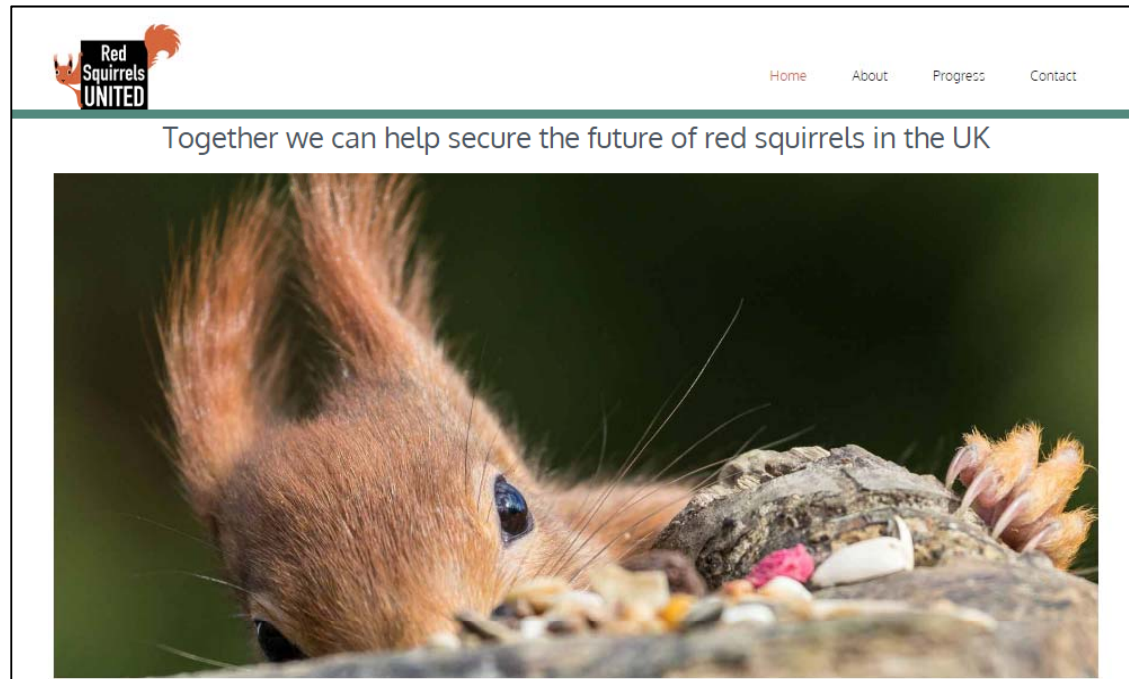 Red
Squirrels
UNITED
Home About Progress Contact
Together we can help secure the future of red squirrels in the UK